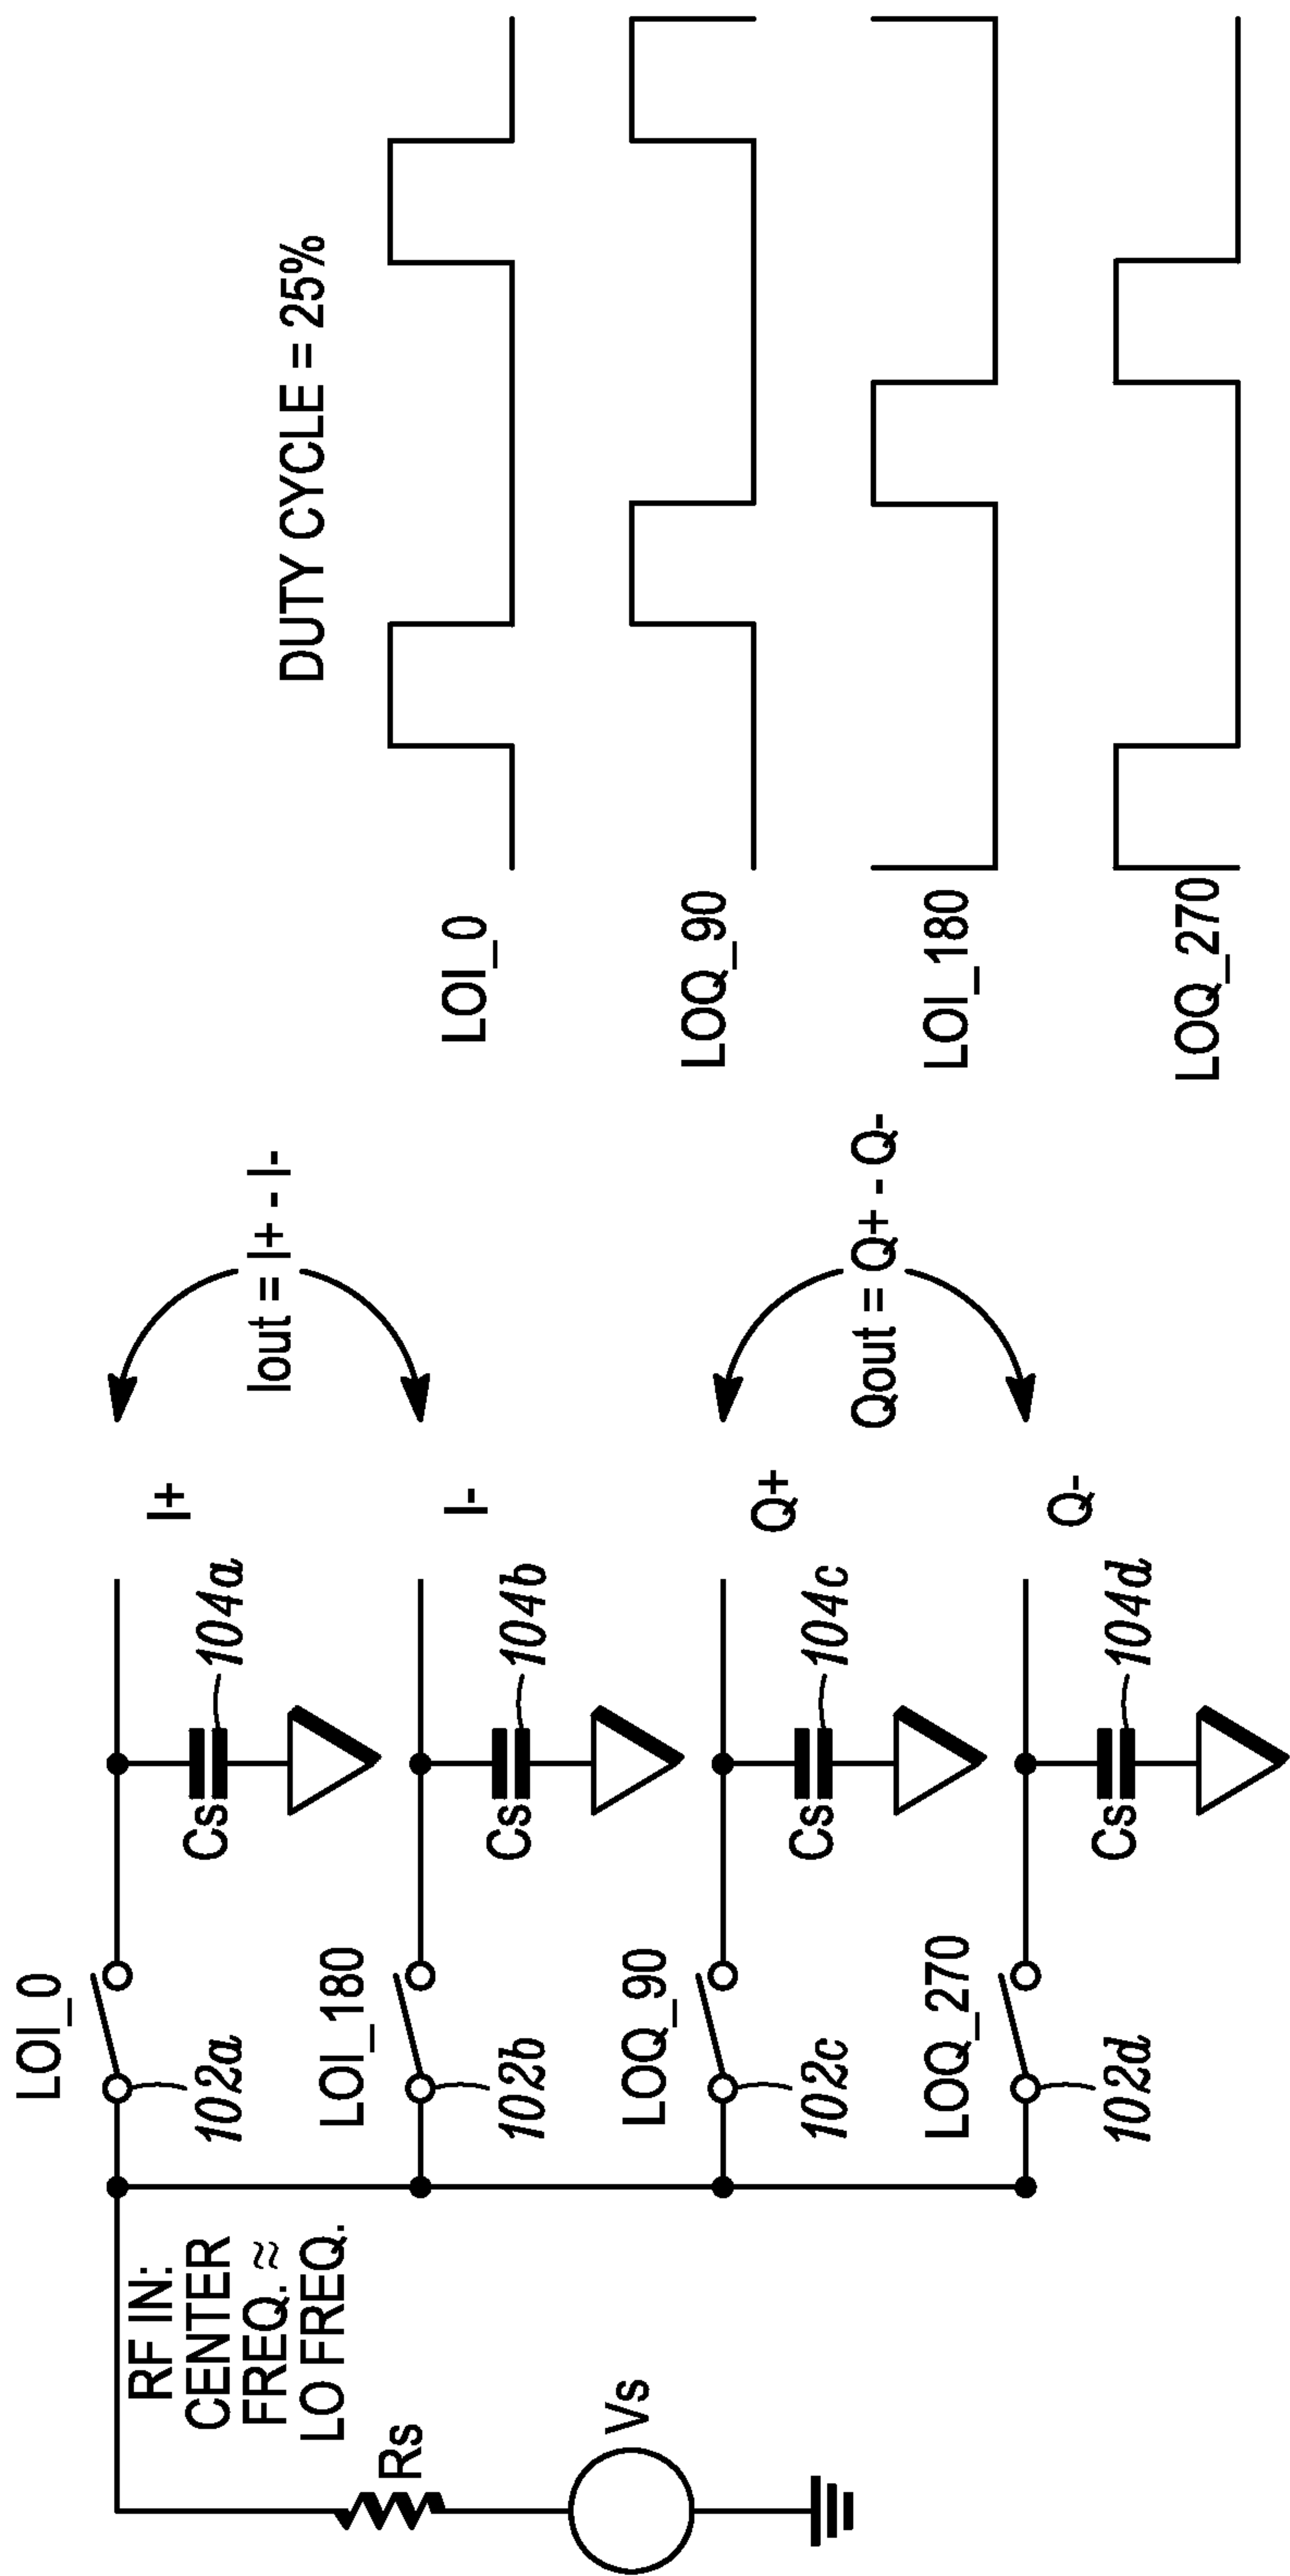 RF IN:
CENTER
FREQ. ≈
LO FREQ.
Rs
Vs
LOI_0
102a
Cs
104a
I+
LOI_180
102b
Cs
104b
I-
LOQ_90
102c
Cs
104c
Q+
LOQ_270
102d
Cs
104d
Q-
Iout = I+ - I-
Qout = Q+ - Q-
DUTY CYCLE = 25%
LOI_0
LOQ_90
LOI_180
LOQ_270